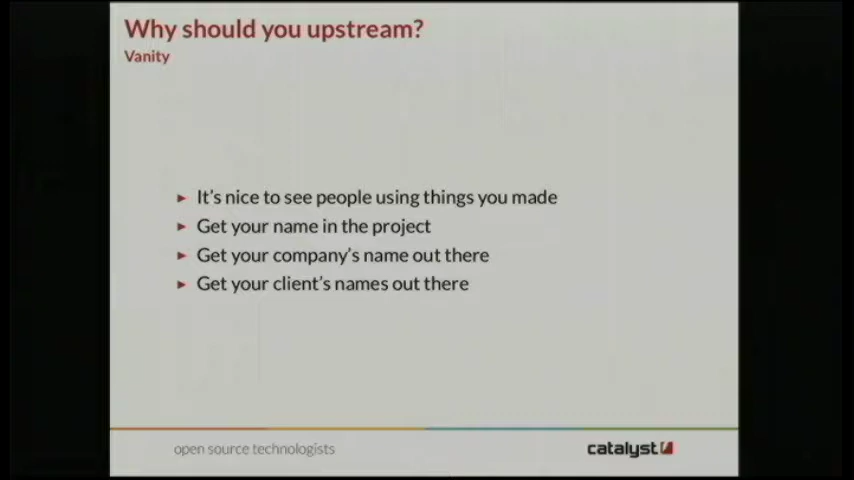 Why should you upstream?
Vanity
It's nice to see people using things you made
Get your name in the project
Get your company's name out there
Get your client's names out there
open source technologists
catalyst